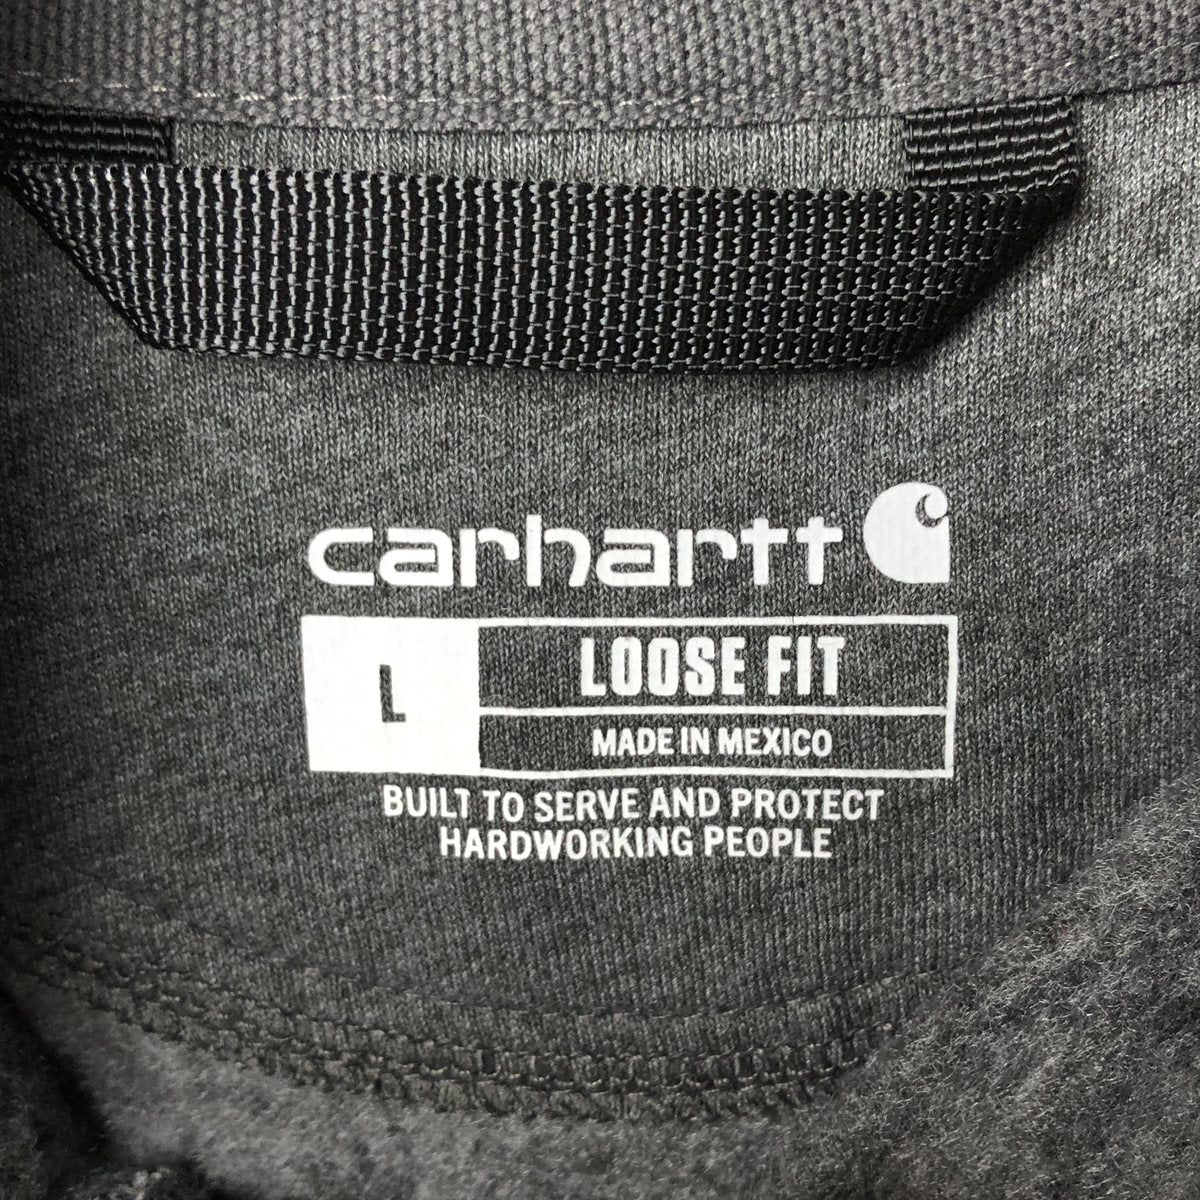 carhartt
L
LOOSE FIT
MADE IN MEXICO
BUILT TO SERVE AND PROTECT
HARDWORKING PEOPLE